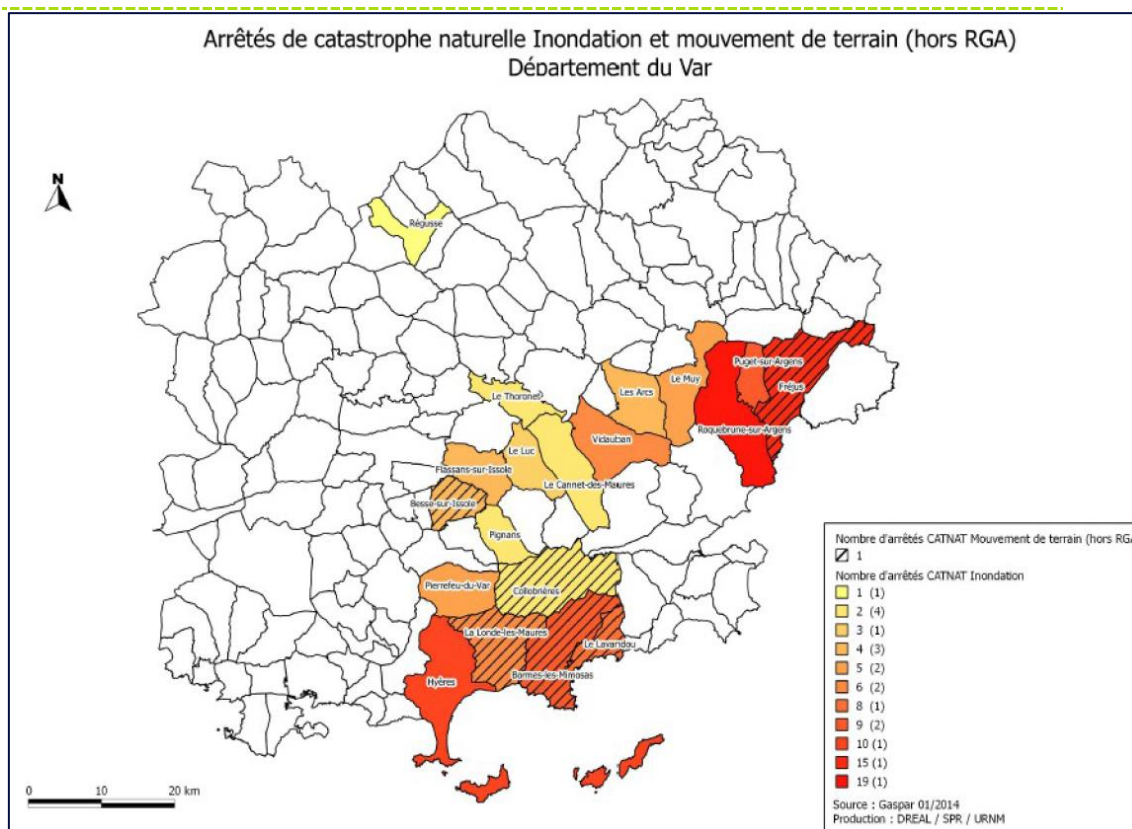 Arrêtés de catastrophe naturelle Inondation et mouvement de terrain (hors RGA)
Département du Var
N
Régusse
Puget-sur-Argens
Le Muy
Fréjus
Les Arcs
Le Thoronet
Roquebrune-sur-Argens
Vidauban
Le Luc
Flassans-sur-Issole
Le Cannet-des-Maures
Besse-sur-Issole
Pignans
Pierrefeu-du-Var
Collobrières
La Londe-les-Maures
Le Lavandou
Bormes-les-Mimosas
Hyères
0 10 20 km
Nombre d'arrêtés CATNAT Mouvement de terrain (hors RGA
1
Nombre d'arrêtés CATNAT Inondation
1 (1)
2 (4)
3 (1)
4 (3)
5 (2)
6 (2)
8 (1)
9 (2)
10 (1)
15 (1)
19 (1)
Source : Gaspar 01/2014
Production : DREAL / SPR / URNM